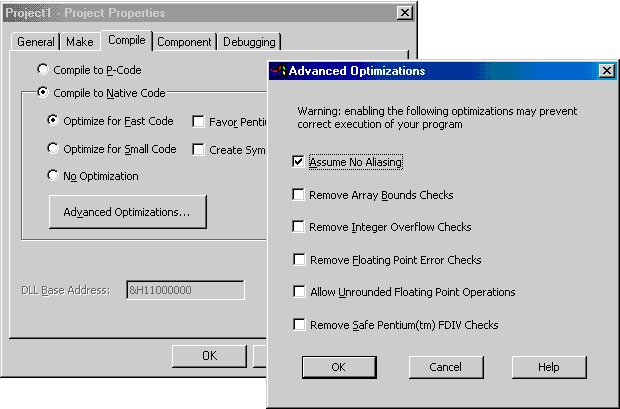 Project1 - Project Properties
General Make Compile Component Debugging
Compile to P-Code
Compile to Native Code
Optimize for Fast Code
Favor
Optimize for Small Code
Create
No Optimization
Advanced Optimizations...
DLL Base Address:
&H11000000
OK
Advanced Optimizations
Warning: enabling the following optimizations may prevent
correct execution of your program
Assume No Aliasing
Remove Array Bounds Checks
Remove Integer Overflow Checks
Remove Floating Point Error Checks
Allow Unrounded Floating Point Operations
Remove Safe Pentium(tm) FDIV Checks
OK Cancel Help